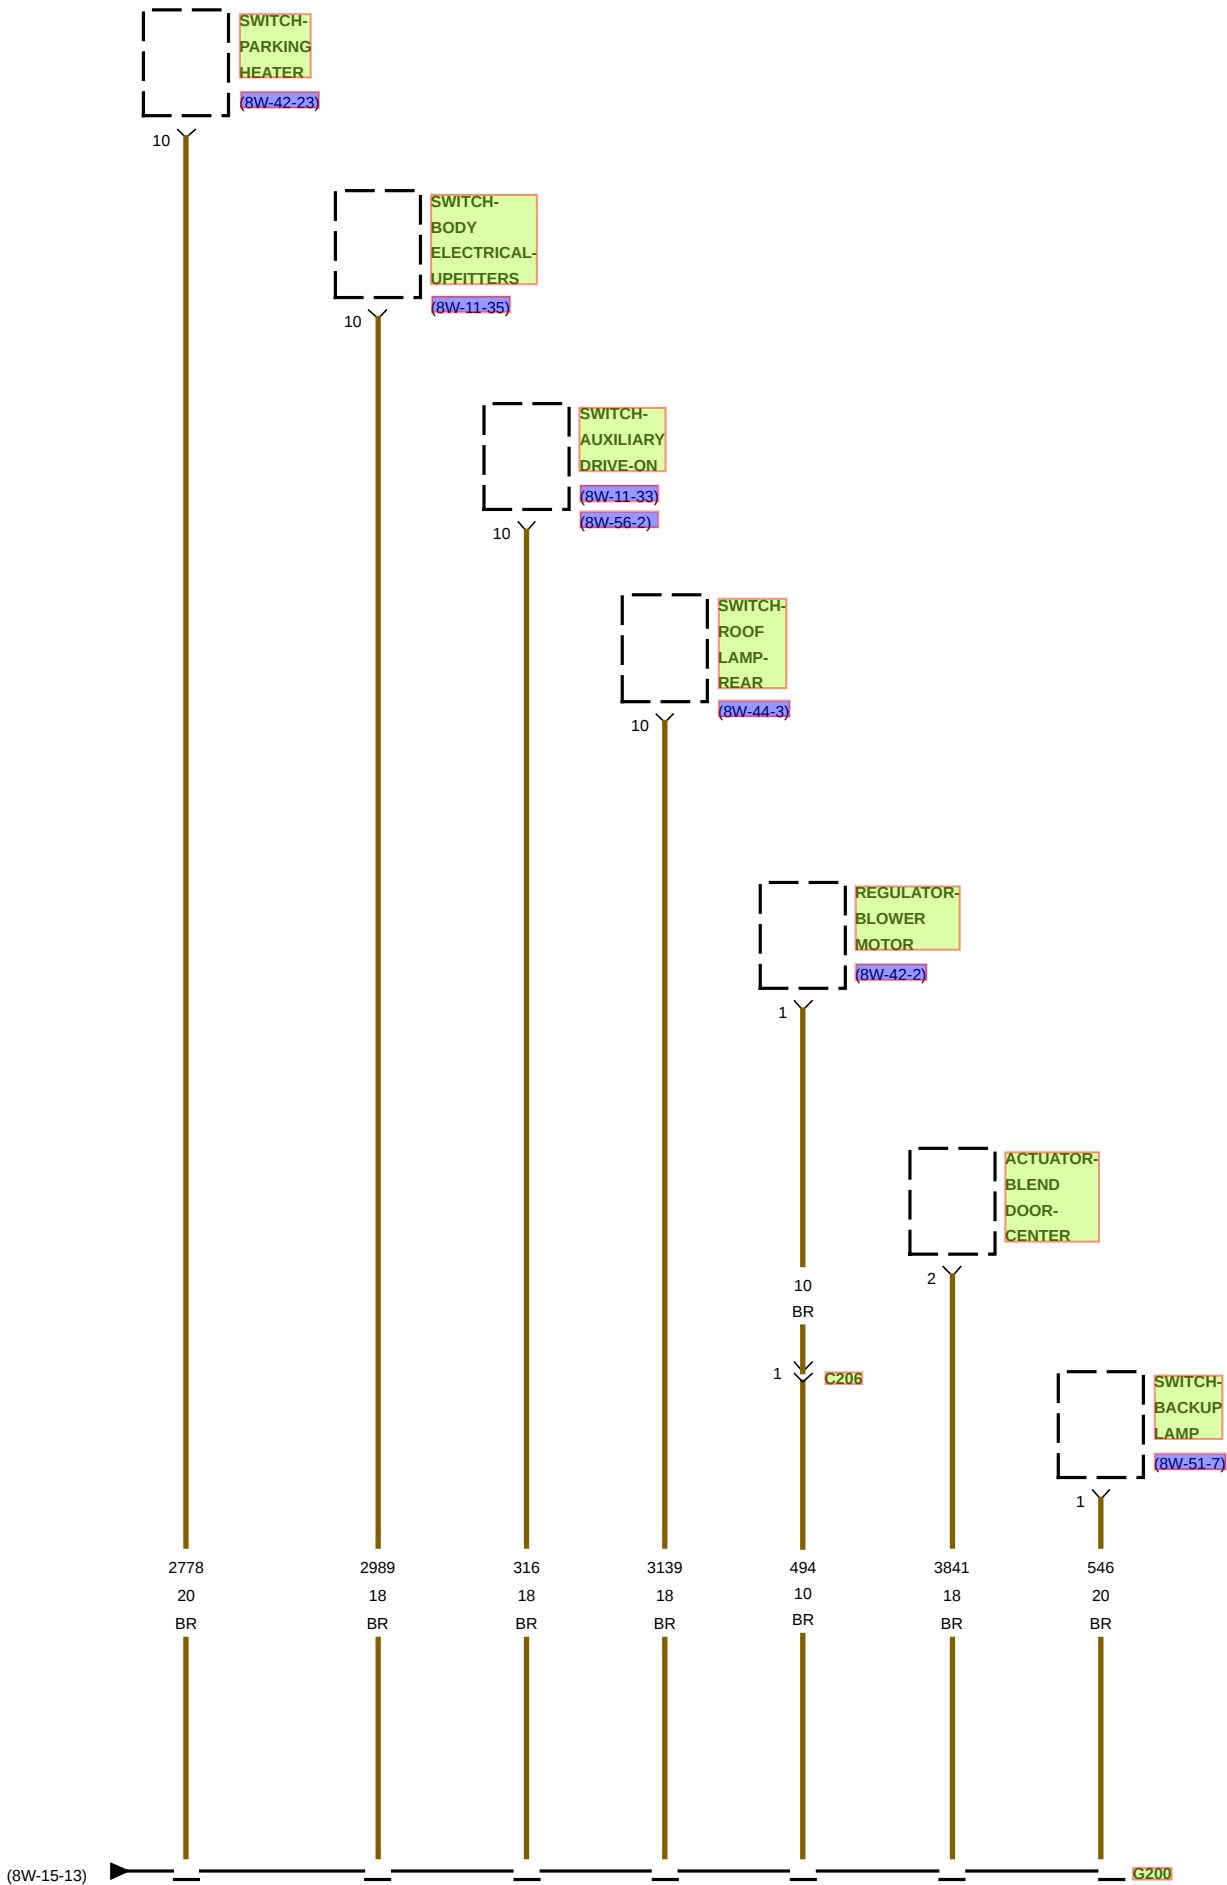 SWITCH-
PARKING
HEATER
(8W-42-23)
10
SWITCH-
BODY
ELECTRICAL-
UPFITTERS
(8W-11-35)
10
SWITCH-
AUXILIARY
DRIVE-ON
(8W-11-33)
(8W-56-2)
10
SWITCH-
ROOF
LAMP-
REAR
(8W-44-3)
10
REGULATOR-
BLOWER
MOTOR
(8W-42-2)
1
ACTUATOR-
BLEND
DOOR-
CENTER
2
10
BR
1
C206
SWITCH-
BACKUP
LAMP
(8W-51-7)
1
2778 2989 316 3139 494 3841 546
20 18 18 18 10 18 20
BR BR BR BR BR BR BR
(8W-15-13)
G200